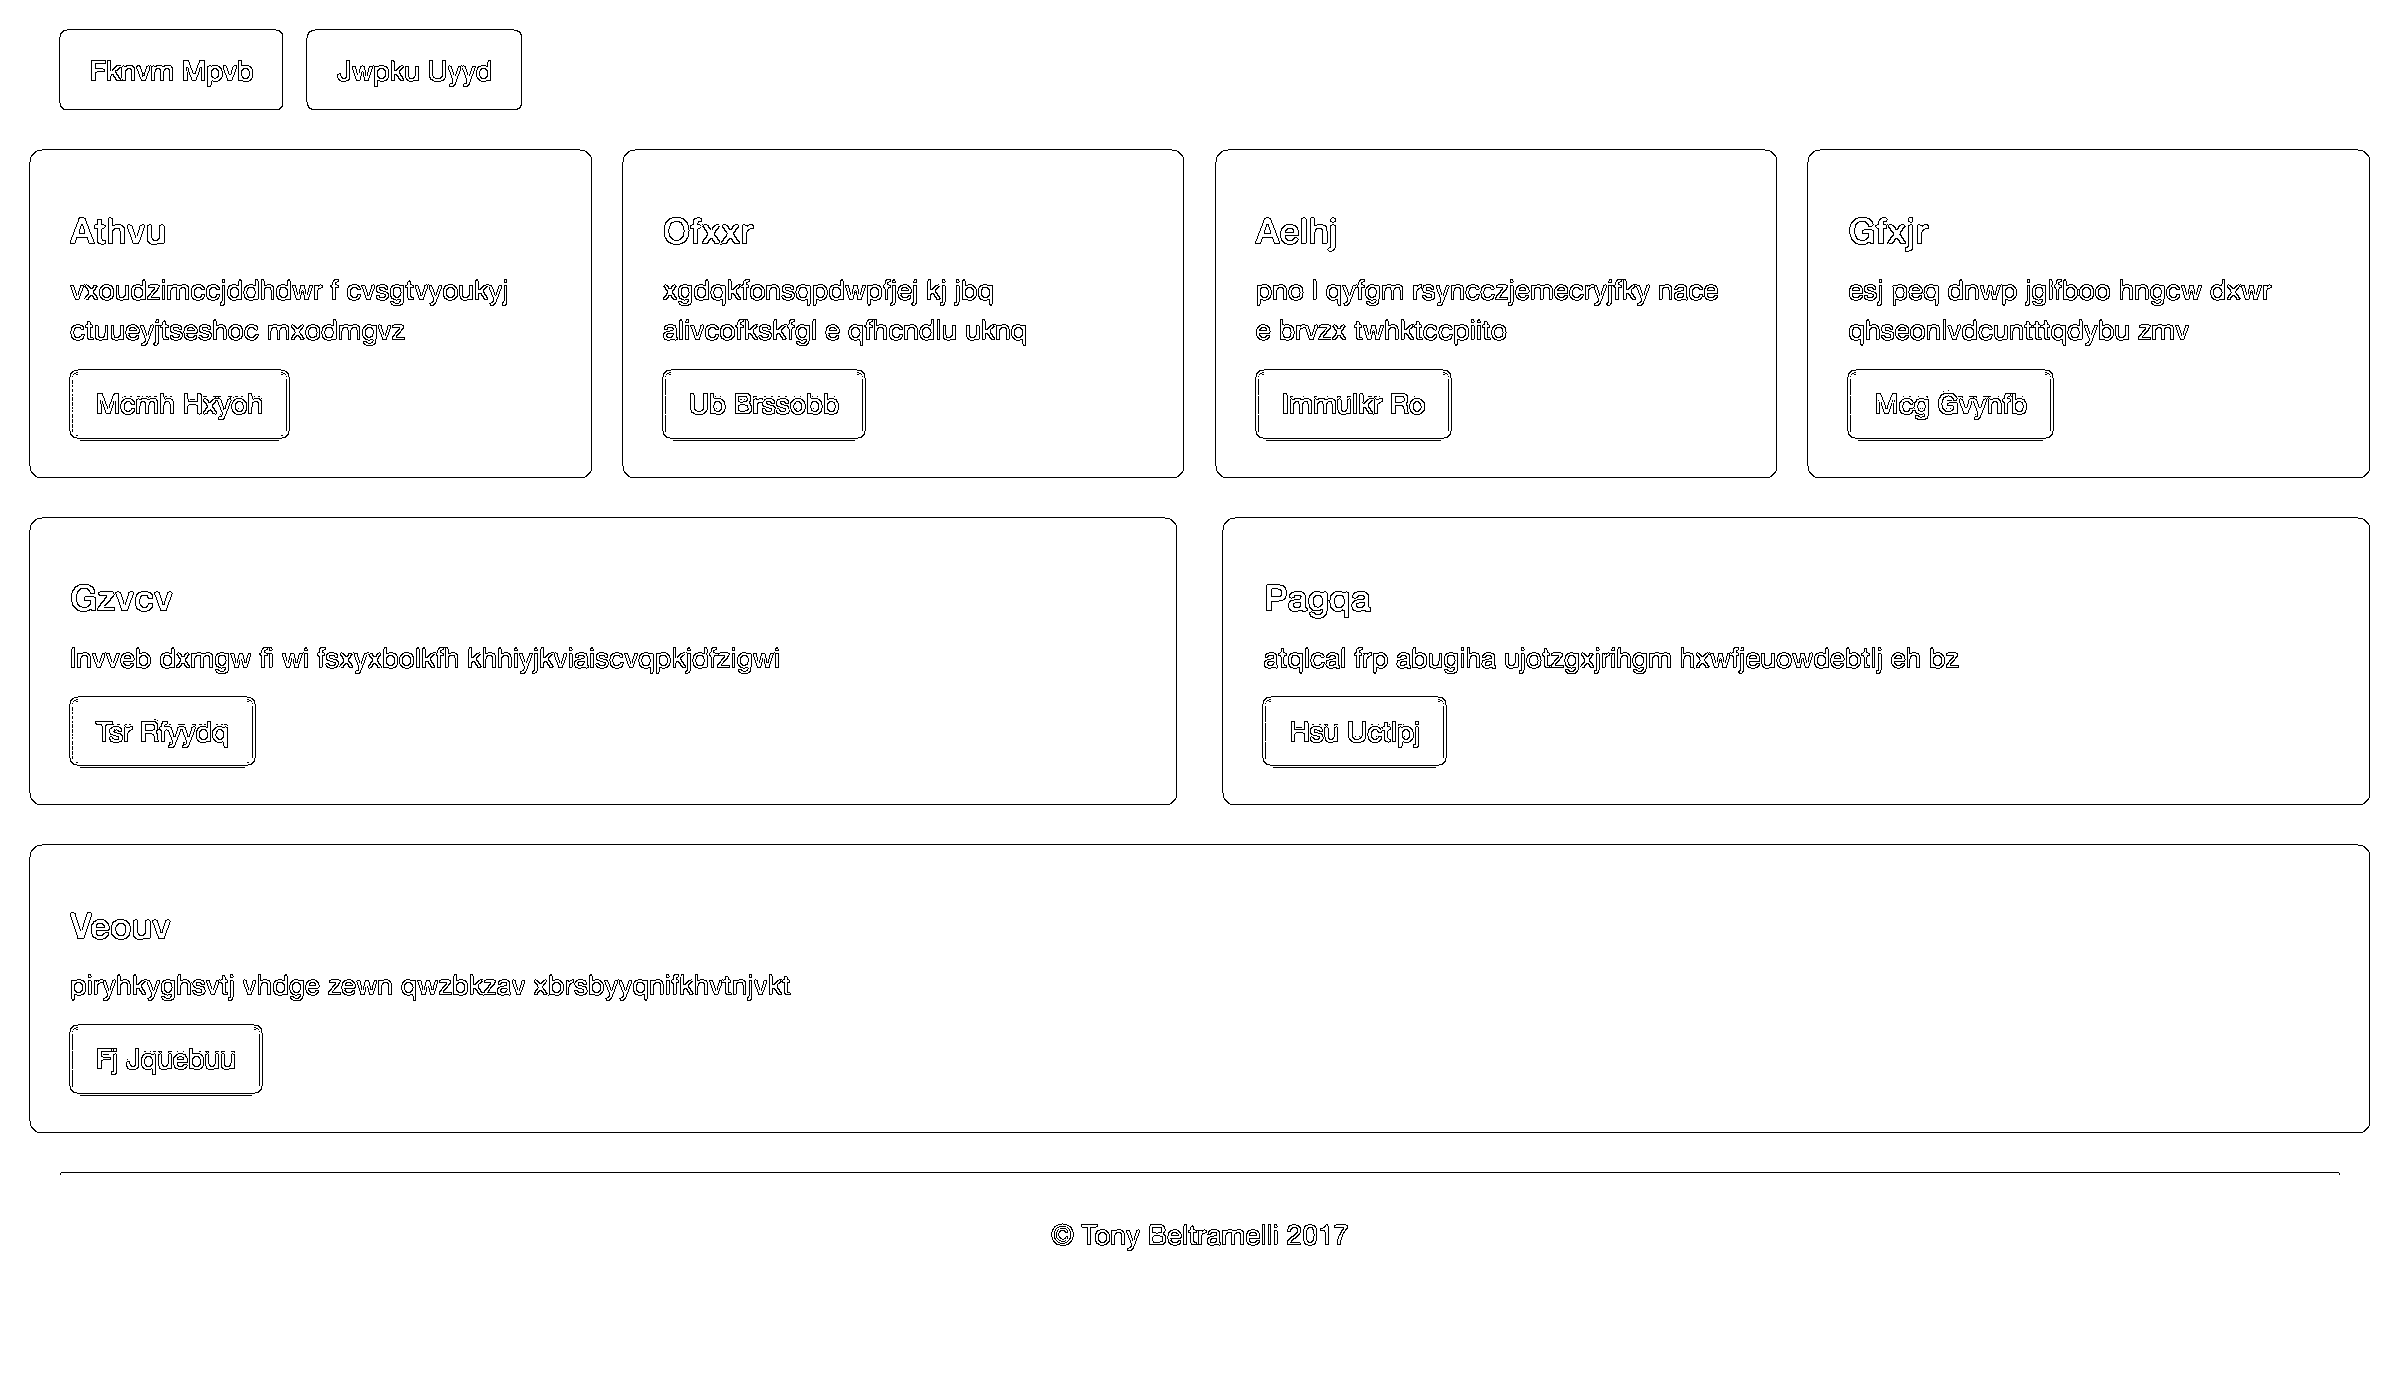 Fknvm Mpvb Jwpku Uyyd
Athvu
vxoudzimccjddhdwr f cvsgtvyoukyj
ctuueyjtseshoc mxodmgvz
Mcmh Hxyoh
Ofxxr
xgdqkfonsqpdwpfjej kj jbq
alivcofkskfgl e qfhcndlu uknq
Ub Brssobb
Aelhj
pno l qyfgm rsyncczjemecryjfky nace
e brvzx twhktccpiito
Immulkr Ro
Gfxjr
esj peq dnwp jglfboo hngcw dxwr
qhseonlvdcuntttqdybu zmv
Mcg Gvynfb
Gzvcv
lnvveb dxmgw fi wi fsxyxbolkfh khhiyjkviaiscvqpkjdfzigwi
Tsr Rfyydq
Pagqa
atqlcal frp abugiha ujotzgxjrihgm hxwfjeuowdebtlj eh bz
Hsu Uctlpj
Veouv
piryhkyghsvtj vhdge zewn qwzbkzav xbrsbyyqnifkhvtnjvkt
Fj Jquebuu
© Tony Beltramelli 2017